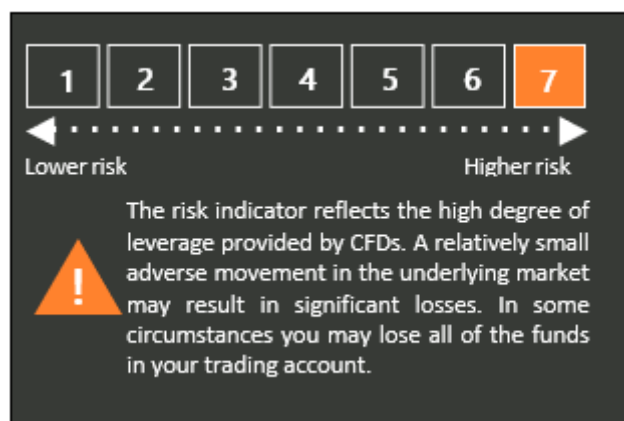 1 2 3 4 5 6 7
Lower risk Higher risk
The risk indicator reflects the high degree of
leverage provided by CFDs. A relatively small
adverse movement in the underlying market
! may result in significant losses. In some
circumstances you may lose all of the funds
in your trading account.